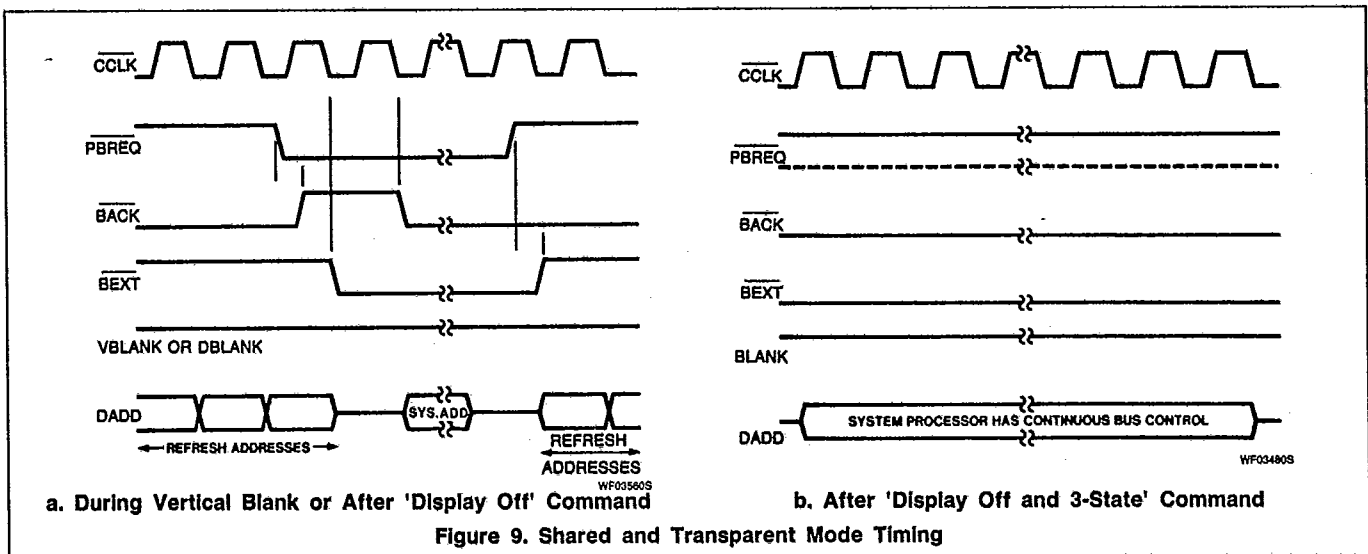 CCLK
PBREQ
BACK
BEXT
VBLANK OR DBLANK
DADD
SYS.ADD
REFRESH ADDRESSES
REFRESH
ADDRESSES
WF03560S
a. During Vertical Blank or After 'Display Off' Command
CCLK
PBREQ
BACK
BEXT
BLANK
DADD
SYSTEM PROCESSOR HAS CONTINUOUS BUS CONTROL
WF03480S
b. After 'Display Off and 3-State' Command
Figure 9. Shared and Transparent Mode Timing